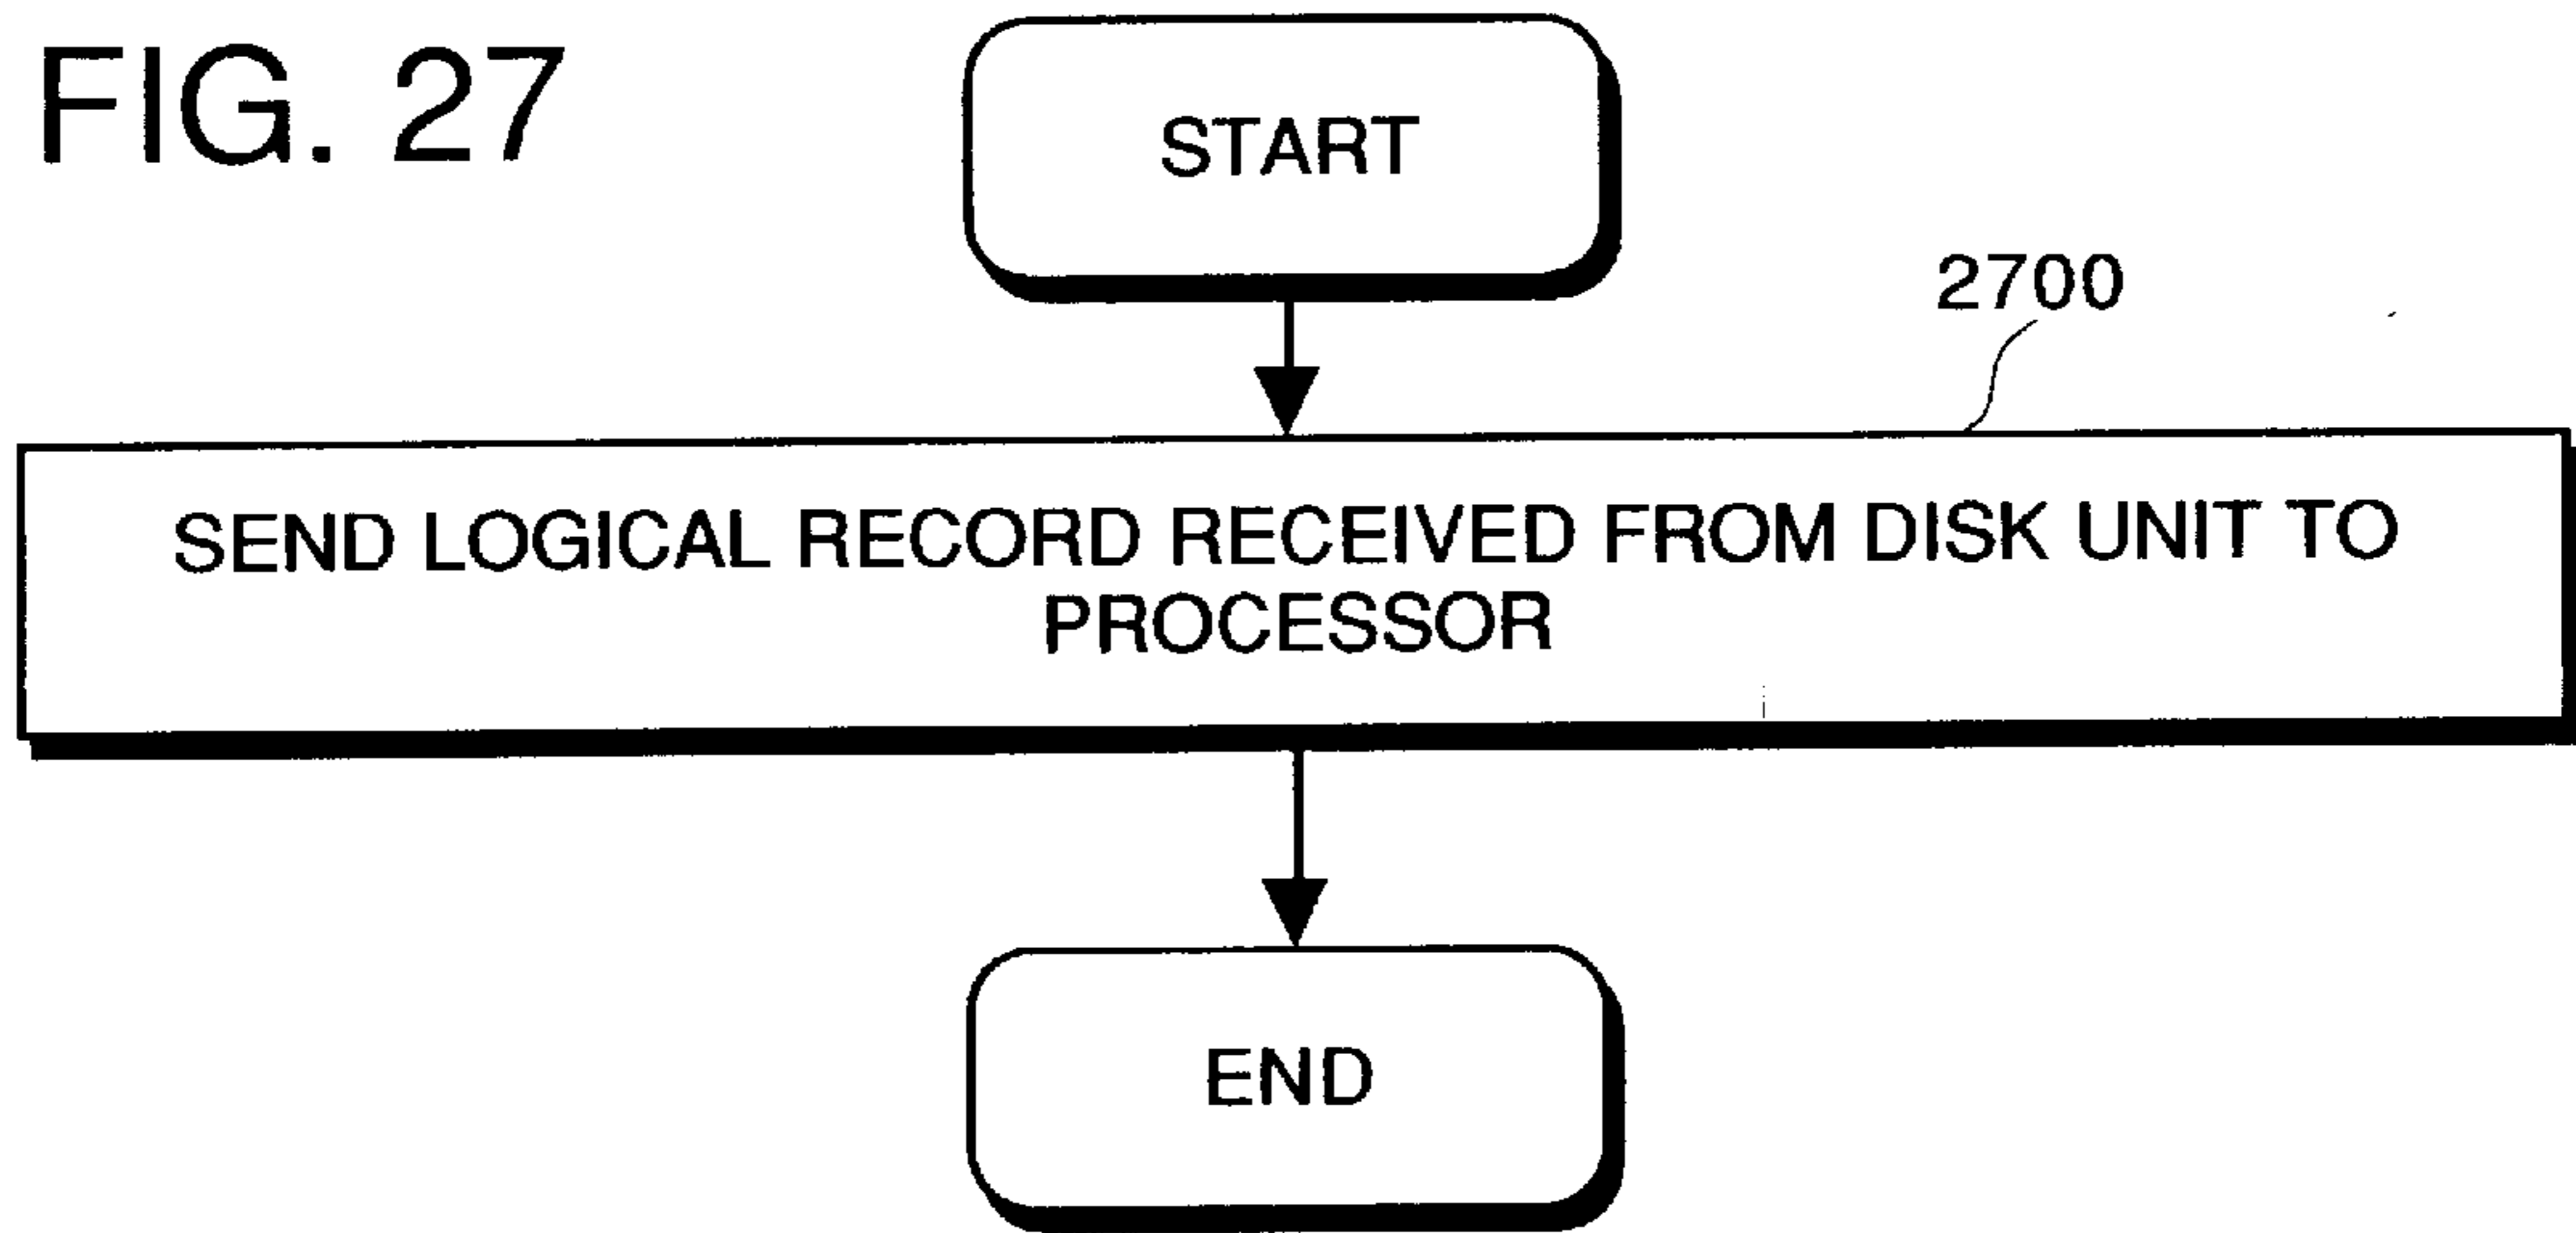 FIG. 27
START
2700
SEND LOGICAL RECORD RECEIVED FROM DISK UNIT TO
PROCESSOR
END